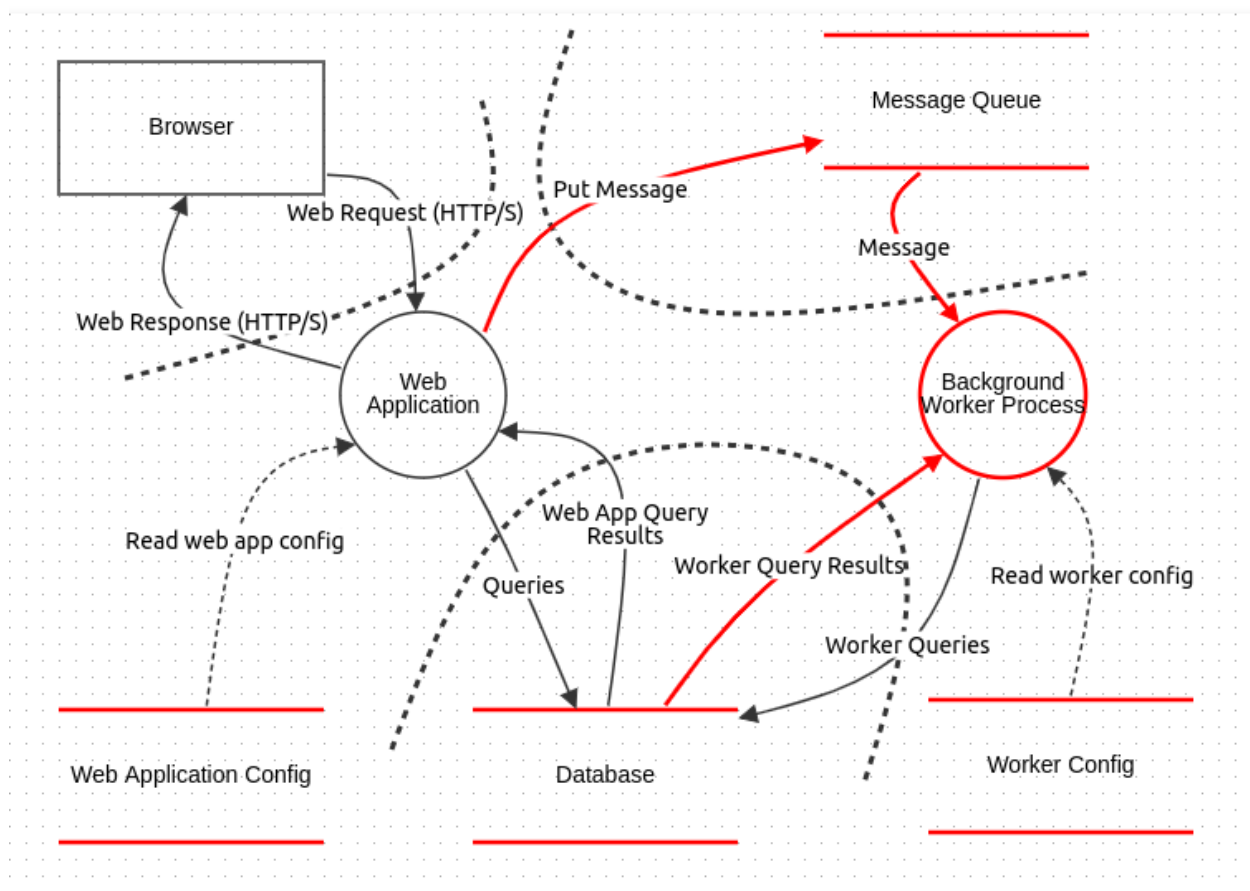 Browser
Message Queue
Put Message
Web Request (HTTP/S)
Message
Web Response (HTTP/S)
Web
Application
Background
Worker Process
Web App Query
Results
Read web app config
Worker Query Results
Read worker config
Queries
Worker Queries
Web Application Config
Database
Worker Config